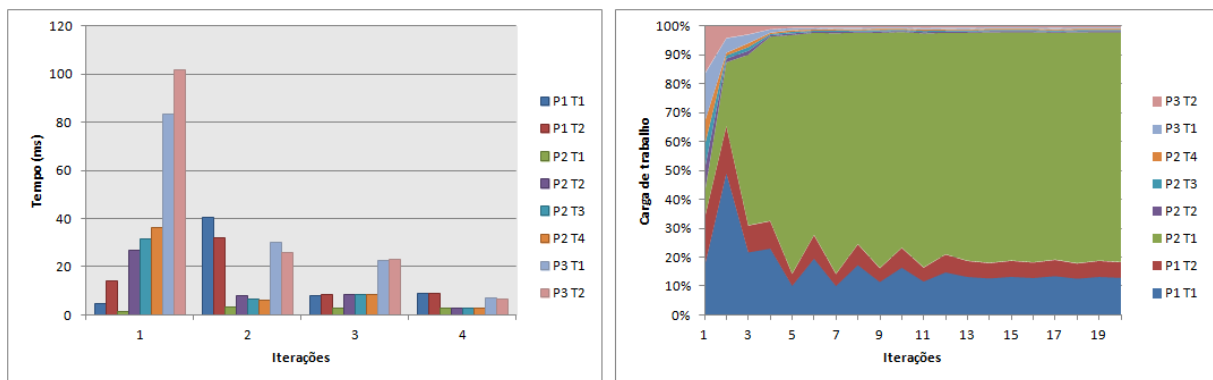 120
100
80
60
40
20
0
Tempo (ms)
1 2 3 4
Iterações
P1 T1
P1 T2
P2 T1
P2 T2
P2 T3
P2 T4
P3 T1
P3 T2
100%
90%
80%
70%
60%
50%
40%
30%
20%
10%
0%
Carga de trabalho
1 3 5 7 9 11 13 15 17 19
Iterações
P3 T2
P3 T1
P2 T4
P2 T3
P2 T2
P2 T1
P1 T2
P1 T1